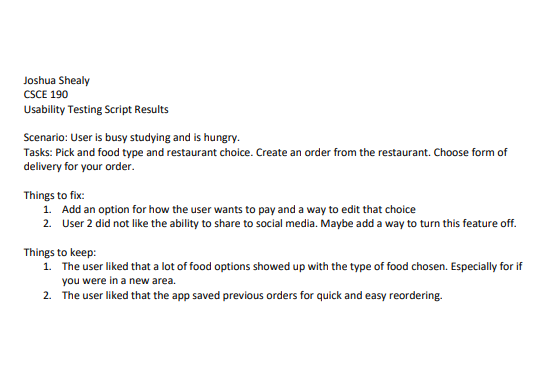 Joshua Shealy
CSCE 190
Usability Testing Script Results
Scenario: User is busy studying and is hungry.
Tasks: Pick and food type and restaurant choice. Create an order from the restaurant. Choose form of
delivery for your order.
Things to fix:
1. Add an option for how the user wants to pay and a way to edit that choice
2. User 2 did not like the ability to share to social media. Maybe add a way to turn this feature off.
Things to keep:
1. The user liked that a lot of food options showed up with the type of food chosen. Especially for if
you were in a new area.
2. The user liked that the app saved previous orders for quick and easy reordering.